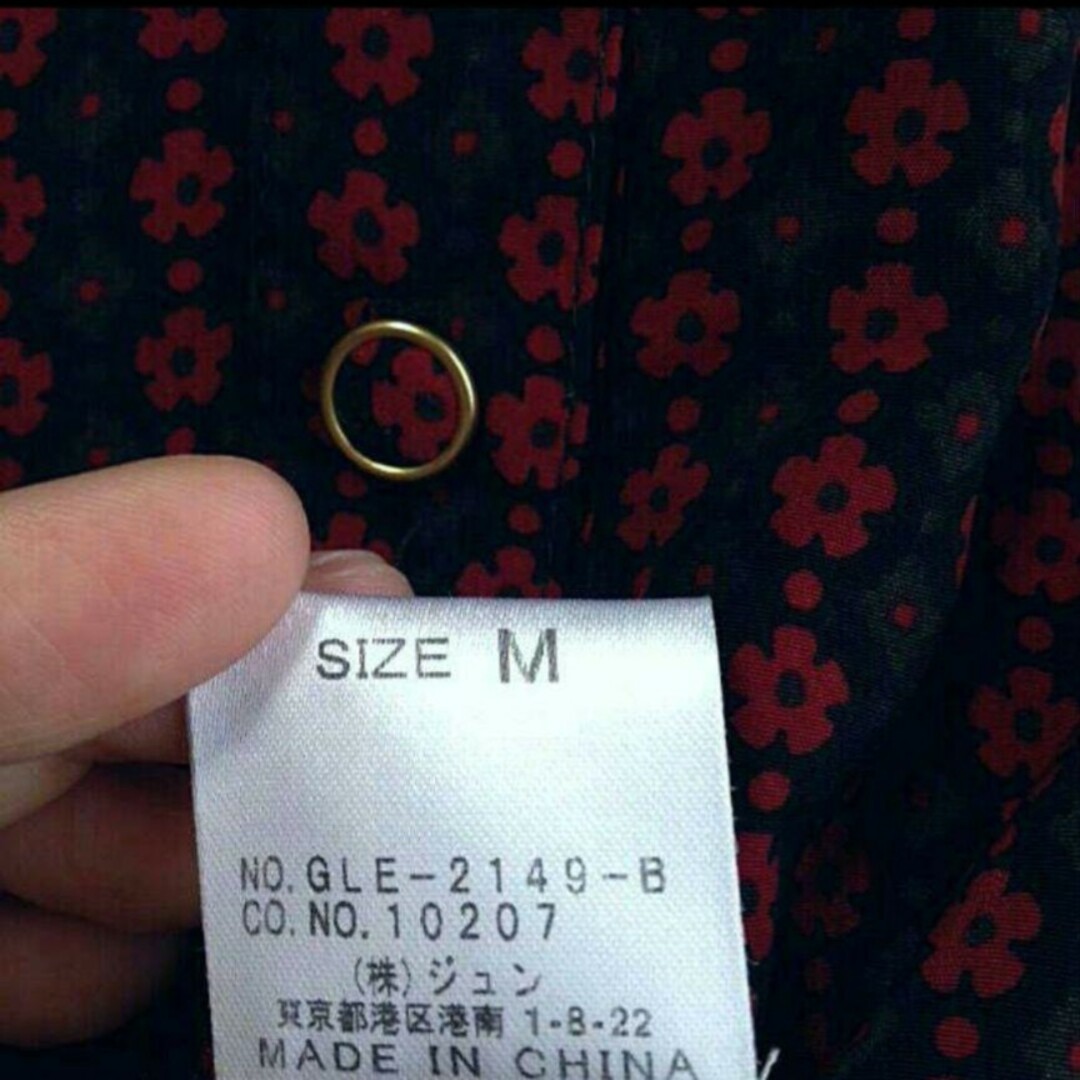 SIZE M
NO. GLE-2149-B
CO. NO. 10207
(株)ジュン
東京都港区港南 1-8-22
MADE IN CHINA